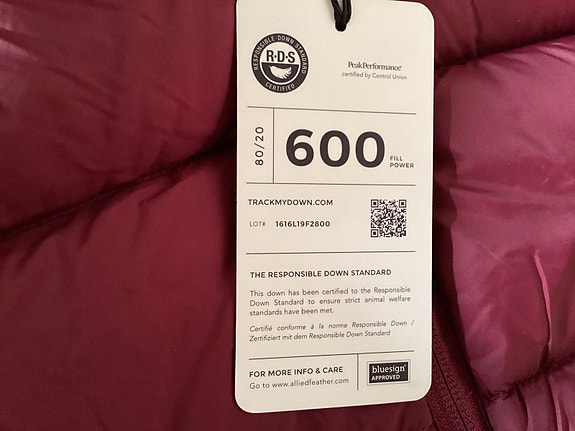 RESPONSIBLE DOWN STANDARD
R·D·S
CERTIFIED
PeakPerformance®
certified by Control Union
80/20
600 FILL
POWER
TRACKMYDOWN.COM
LOT# 1616L19F2800
THE RESPONSIBLE DOWN STANDARD
This down has been certified to the Responsible
Down Standard to ensure strict animal welfare
standards have been met.
Certifié conforme à la norme Responsible Down /
Zertifiziert mit dem Responsible Down Standard
FOR MORE INFO & CARE
Go to www.alliedfeather.com
bluesign®
APPROVED